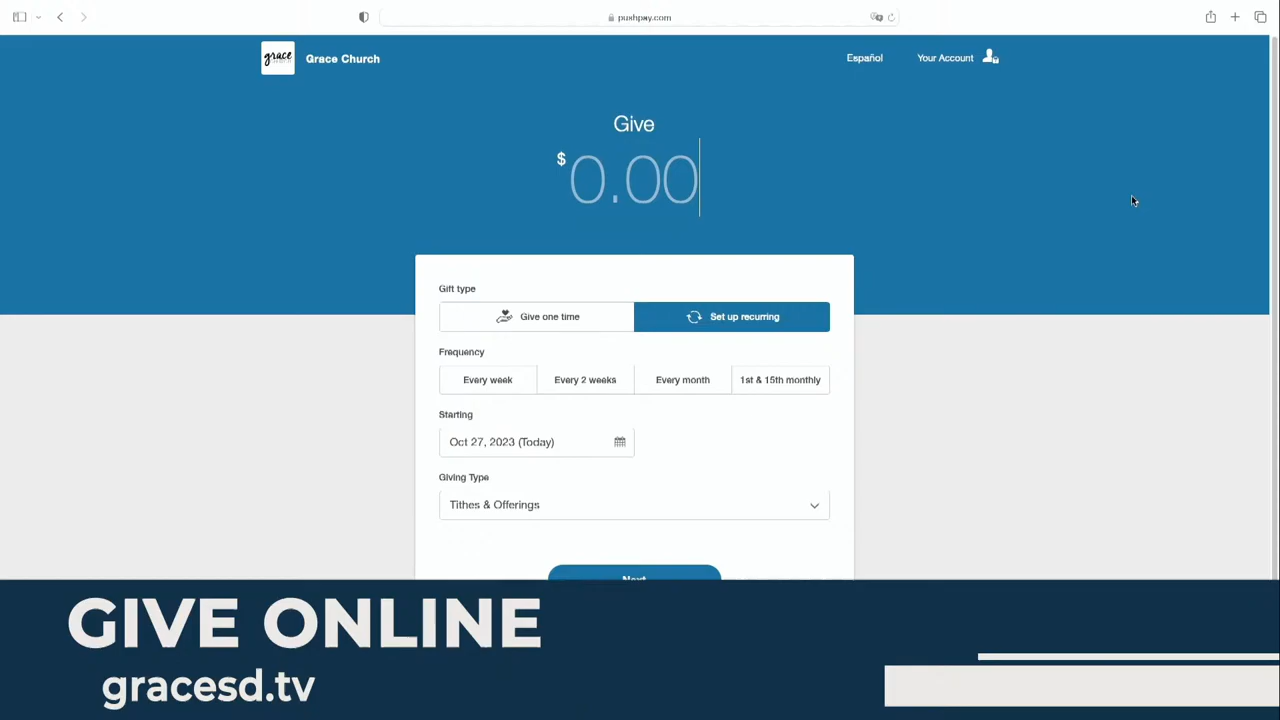 pushpay.com
grace
Grace Church
Español
Your Account
Give
$ 0.00
Gift type
Give one time
Set up recurring
Frequency
Every week
Every 2 weeks
Every month
1st & 15th monthly
Starting
Oct 27, 2023 (Today)
Giving Type
Tithes & Offerings
Next
GIVE ONLINE
gracesd.tv